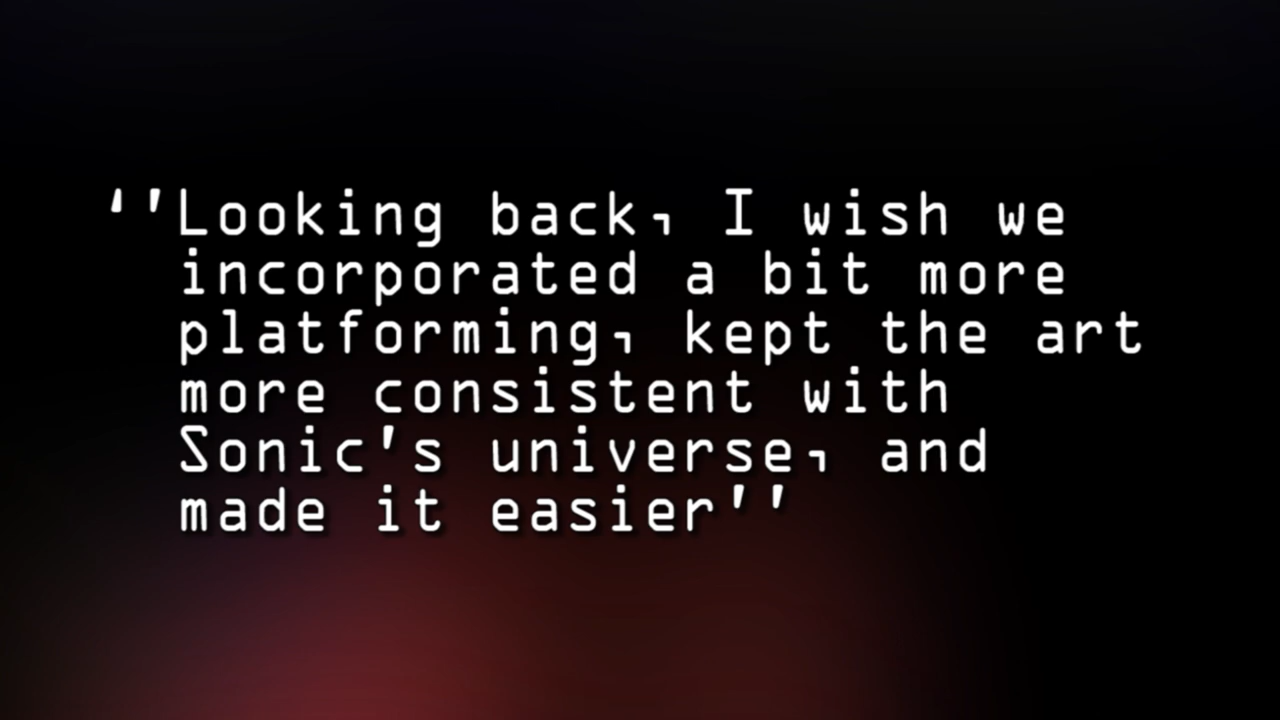 ‘’Looking back, I wish we
incorporated a bit more
platforming, kept the art
more consistent with
Sonic's universe, and
made it easier’’